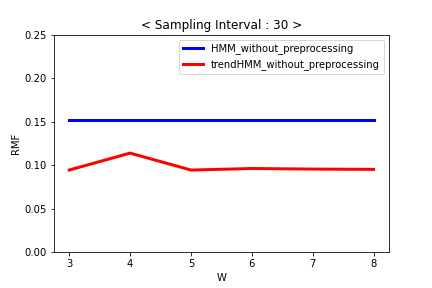 < Sampling Interval : 30 >
HMM_without_preprocessing
trendHMM_without_preprocessing
RMF
0.25
0.20
0.15
0.10
0.05
0.00
3 4 5 6 7 8
W